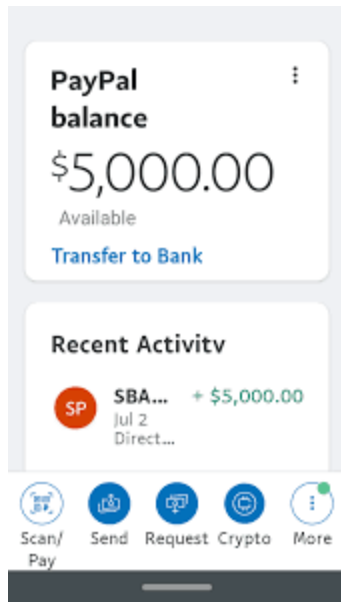 PayPal
balance
$5,000.00
Available
Transfer to Bank
Recent Activity
SP
SBA... + $5,000.00
Jul 2
Direct...
Scan/ Send Request Crypto More
Pay